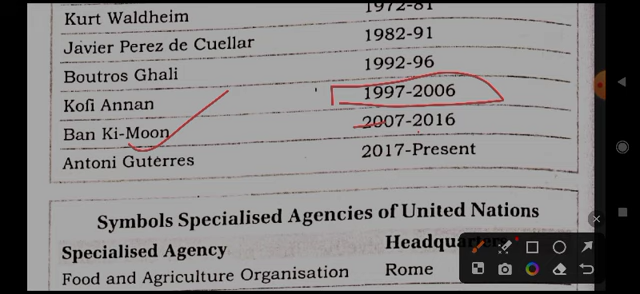 Kurt Waldheim 1972-81
Javier Perez de Cuellar 1982-91
Boutros Ghali 1992-96
Kofi Annan 1997-2006
Ban Ki-Moon 2007-2016
Antoni Guterres 2017-Present
Symbols Specialised Agencies of United Nations
Specialised Agency Headquarters
Food and Agriculture Organisation Rome